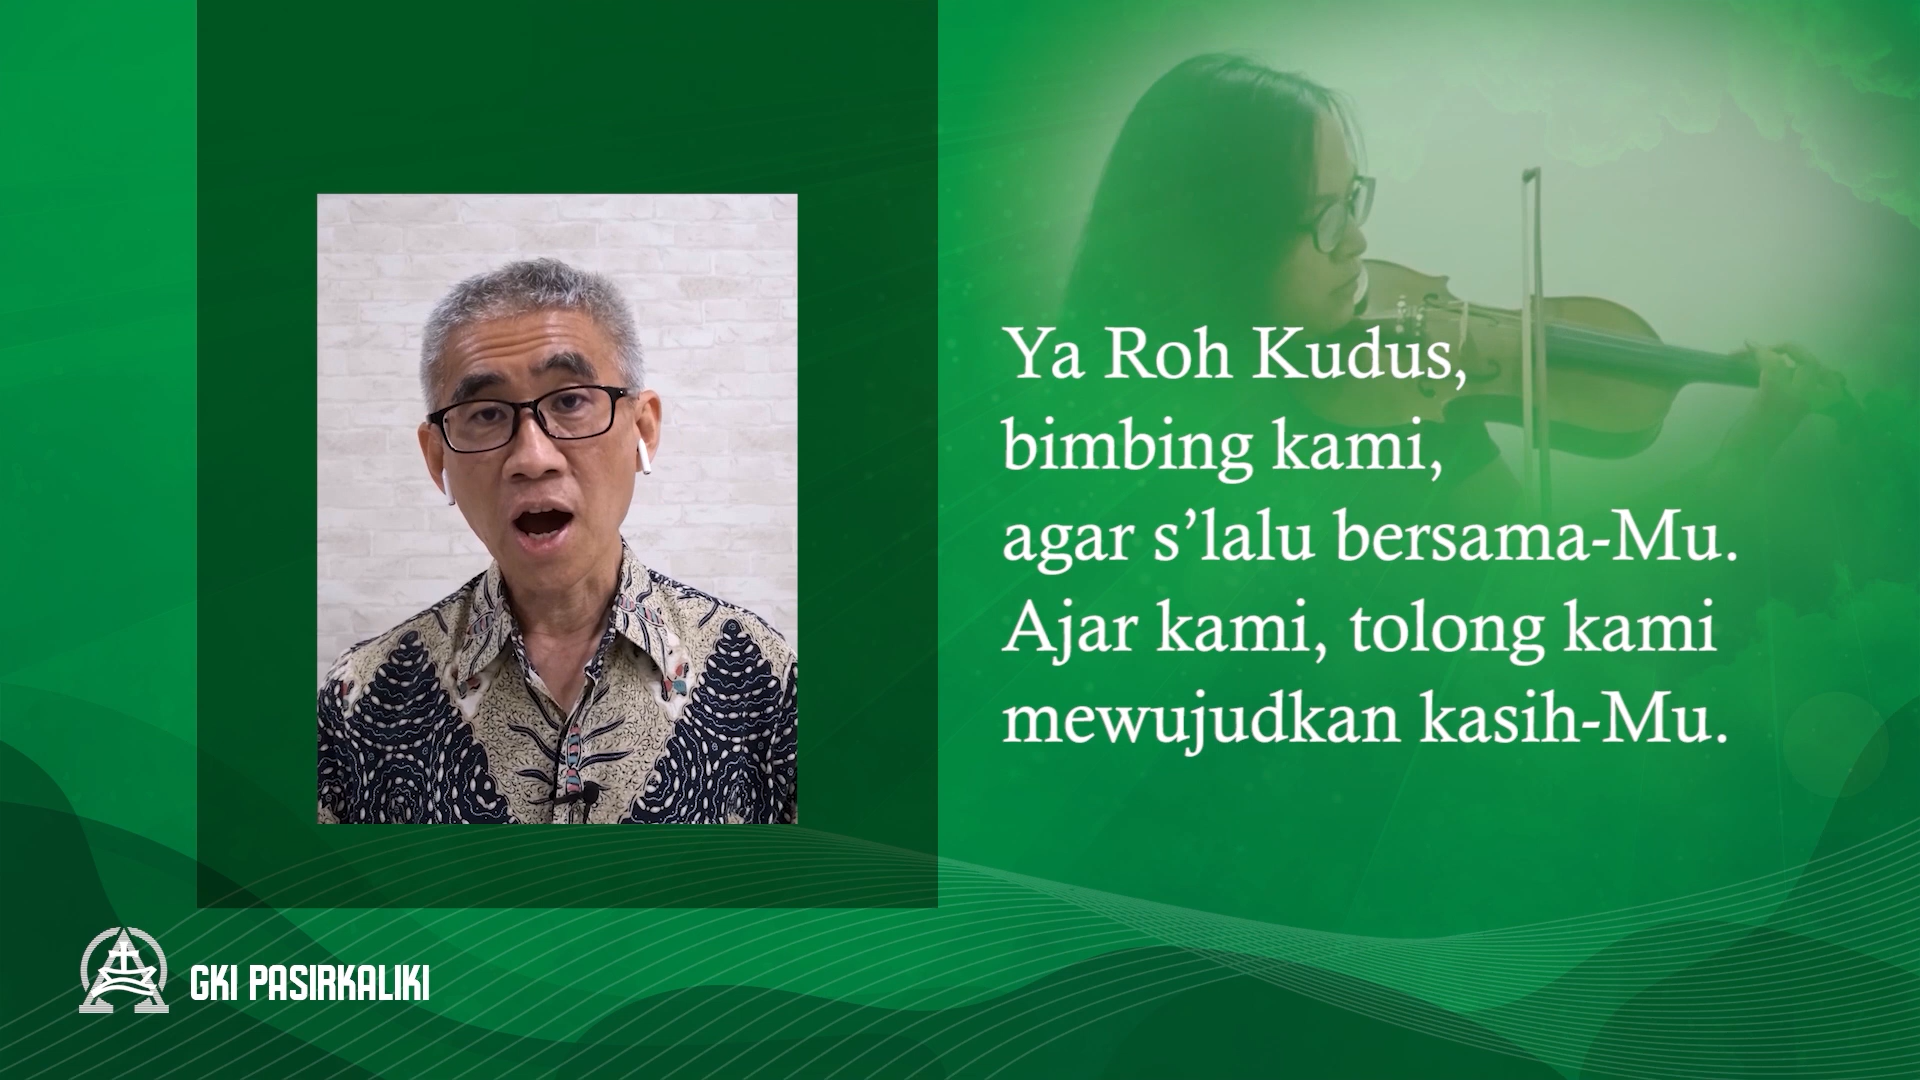 Ya Roh Kudus,
bimbing kami,
agar s’lalu bersama-Mu.
Ajar kami, tolong kami
mewujudkan kasih-Mu.
GKI PASIRKALIKI